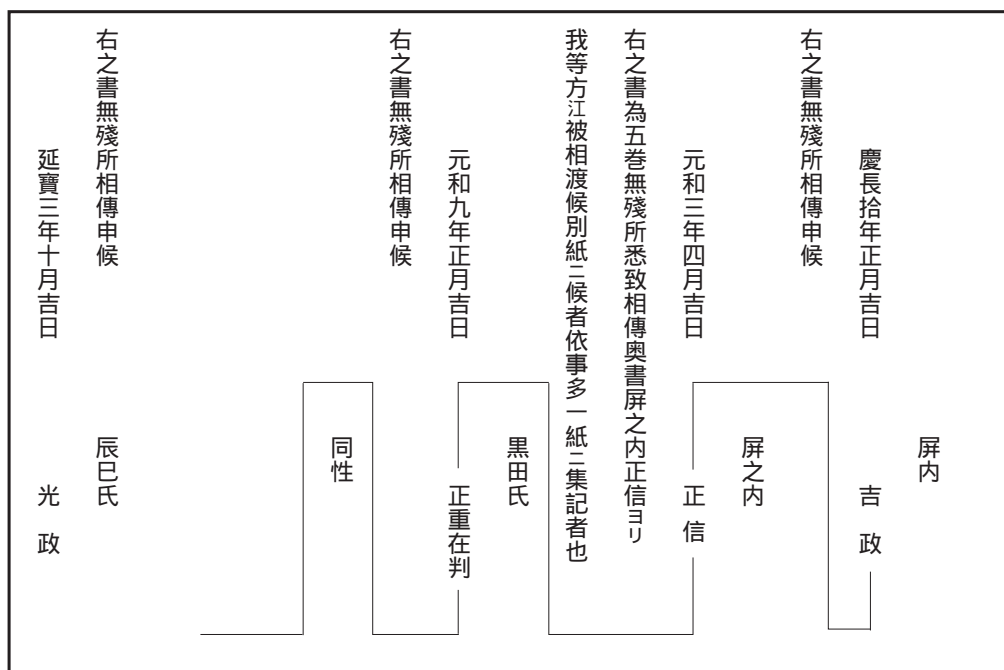 屏内
慶長拾年正月吉日
吉政
右之書無殘所相傳申候
屏之内
元和三年四月吉日
正信
右之書為五巻無殘所悉致相傳奥書屏之内正信ヨリ
我等方江被相渡候別紙ニ候者依事多一紙ニ集記者也
黒田氏
元和九年正月吉日
正重在判
右之書無殘所相傳申候
同性
右之書無殘所相傳申候
辰巳氏
延寶三年十月吉日
光政